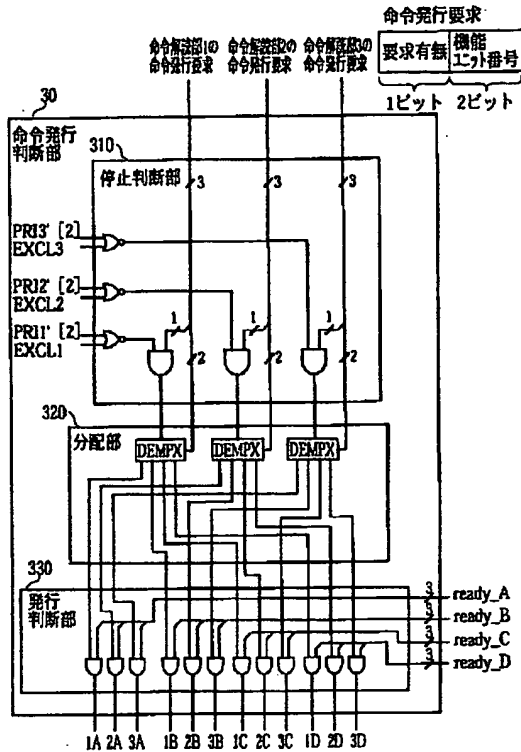 命令発行要求
要求有無
機能
ユニット番号
1ビット
2ビット
命令解読部1の
命令発行要求
命令解読部2の
命令発行要求
命令解読部3の
命令発行要求
30
命令発行
判断部
310
停止判断部
3
3
3
PRI3' [2]
EXCL3
PRI2' [2]
EXCL2
PRI1' [2]
EXCL1
1
1
1
2
2
2
320
分配部
DEMPX
DEMPX
DEMPX
330
発行
判断部
3
ready_A
3
ready_B
3
ready_C
3
ready_D
1A 2A 3A 1B 2B 3B 1C 2C 3C 1D 2D 3D